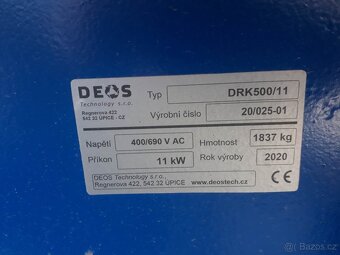 DEOS
Technology s.r.o.
Regnerova 422
542 32 ÚPICE - CZ
Typ DRK500/11
Výrobní číslo 20/025-01
Napětí 400/690 V AC Hmotnost 1837 kg
Příkon 11 kW Rok výroby 2020
DEOS Technology s.r.o.,
Regnerova 422, 542 32 ÚPICE
www.deostech.cz CE
Bazoš.cz